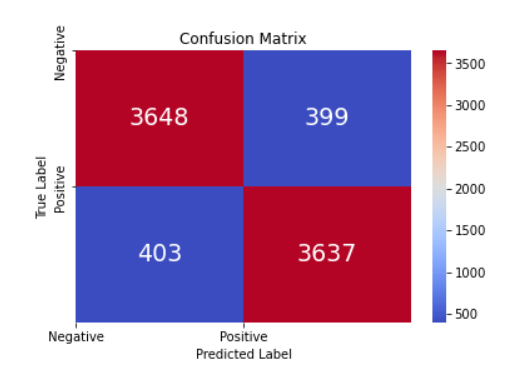 Confusion Matrix
Negative
Positive
True Label
3648 399
403 3637
Negative Positive
Predicted Label
3500
3000
2500
2000
1500
1000
500